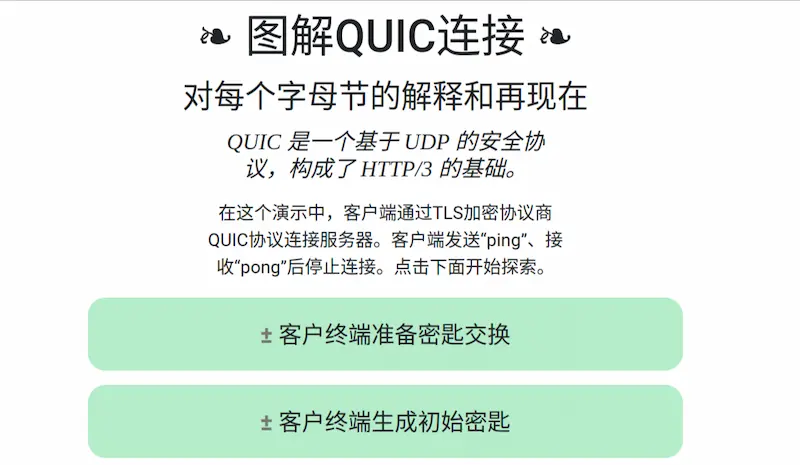 ❧ 图解QUIC连接 ❧
对每个字母节的解释和再现在
QUIC 是一个基于 UDP 的安全协
议，构成了 HTTP/3 的基础。
在这个演示中，客户端通过TLS加密协议商
QUIC协议连接服务器。客户端发送“ping”、接
收“pong”后停止连接。点击下面开始探索。
± 客户终端准备密匙交换
± 客户终端生成初始密匙